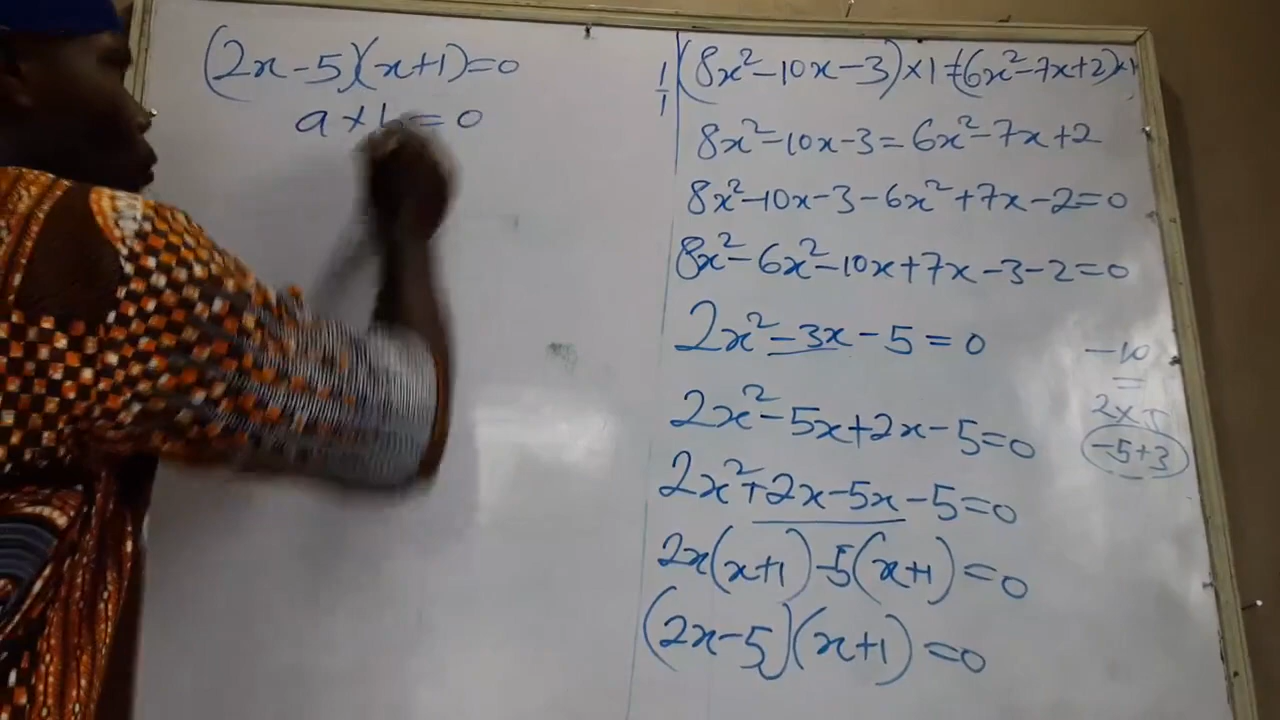 (2x-5)(x+1)=0
a×b=0
1/1 (8x²-10x-3)×1=(6x²-7x+2)×1
8x²-10x-3=6x²-7x+2
8x²-10x-3-6x²+7x-2=0
8x²-6x²-10x+7x-3-2=0
2x²-3x-5=0
2x²-5x+2x-5=0
2x²+2x-5x-5=0
2x(x+1)-5(x+1)=0
(2x-5)(x+1)=0
-10
=
2×5
-5+3